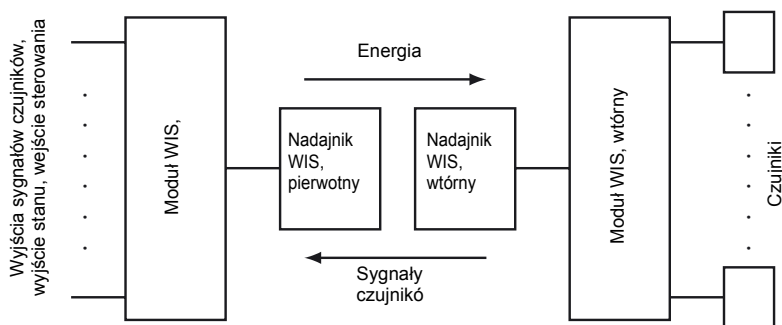 Wyjścia sygnałów czujników,
wyjście stanu, wejście sterowania
Moduł WIS,
Energia
Nadajnik
WIS,
pierwotny
Nadajnik
WIS,
wtórny
Sygnały
czujnikó
Moduł WIS, wtórny
Czujniki